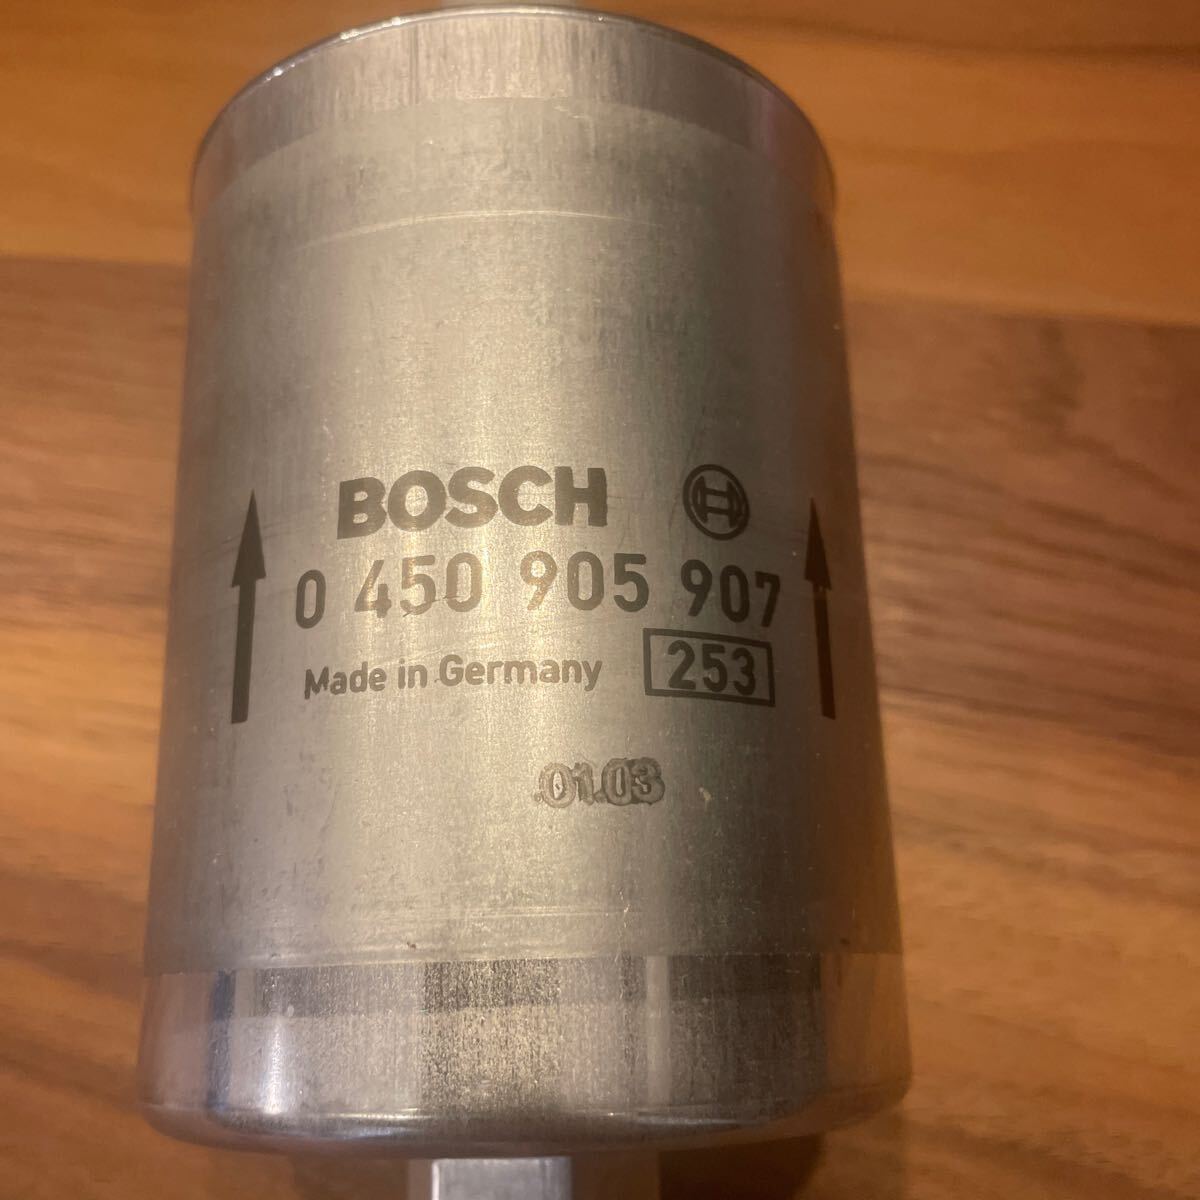 BOSCH
0 450 905 907
Made in Germany 253
.01.03